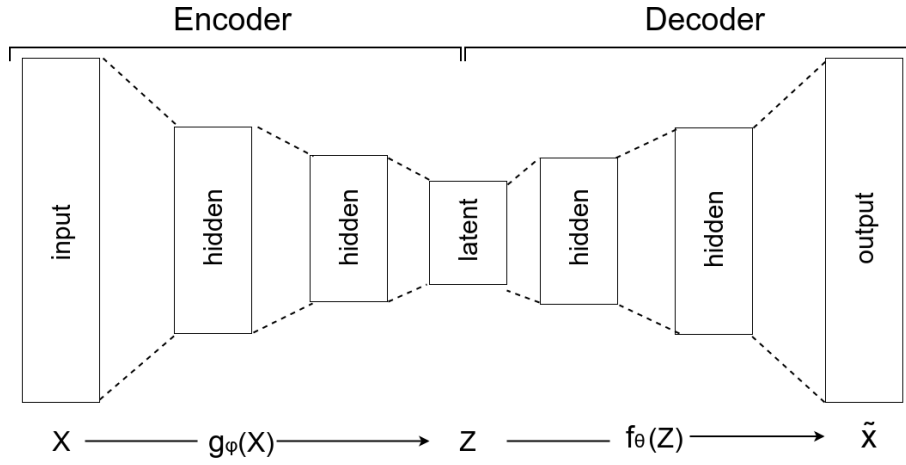 Encoder Decoder
input
hidden
hidden
latent
hidden
hidden
output
X gφ(X) Z fθ(Z) x̃